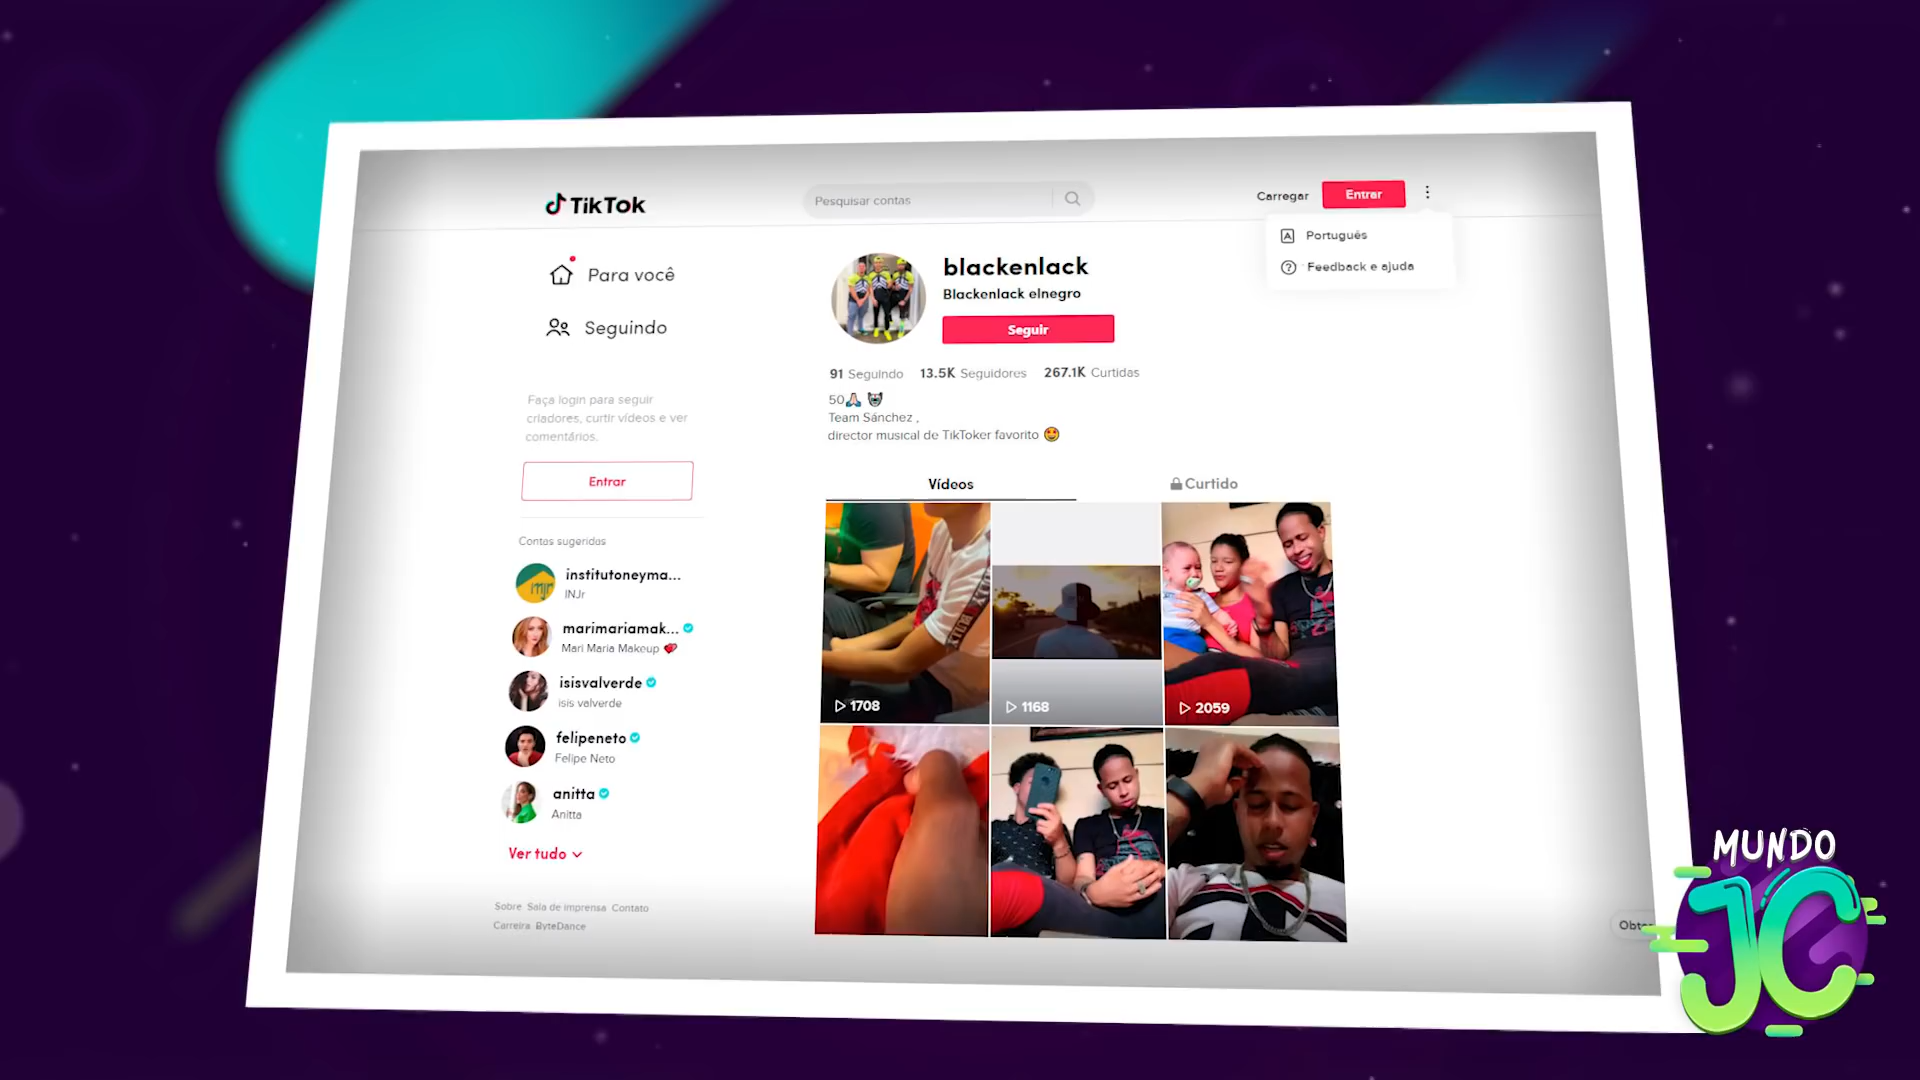 TikTok
Pesquisar contas
Carregar
Entrar
Português
Feedback e ajuda
Para você
Seguindo
blackenlack
Blackenlack elnegro
Seguir
91 Seguindo 13.5K Seguidores 267.1K Curtidas
50🙏🏻
Team Sánchez ,
director musical de TikToker favorito 🤩
Faça login para seguir
criadores, curtir vídeos e ver
comentários.
Entrar
Vídeos
Curtido
Contas sugeridas
institutoneyma...
INJr
marimariamak...
Mari Maria Makeup
isisvalverde
isis valverde
felipeneto
Felipe Neto
anitta
Anitta
Ver tudo
Sobre Sala de imprensa Contato
Carreira ByteDance
1708
1168
2059
MUNDO
JC